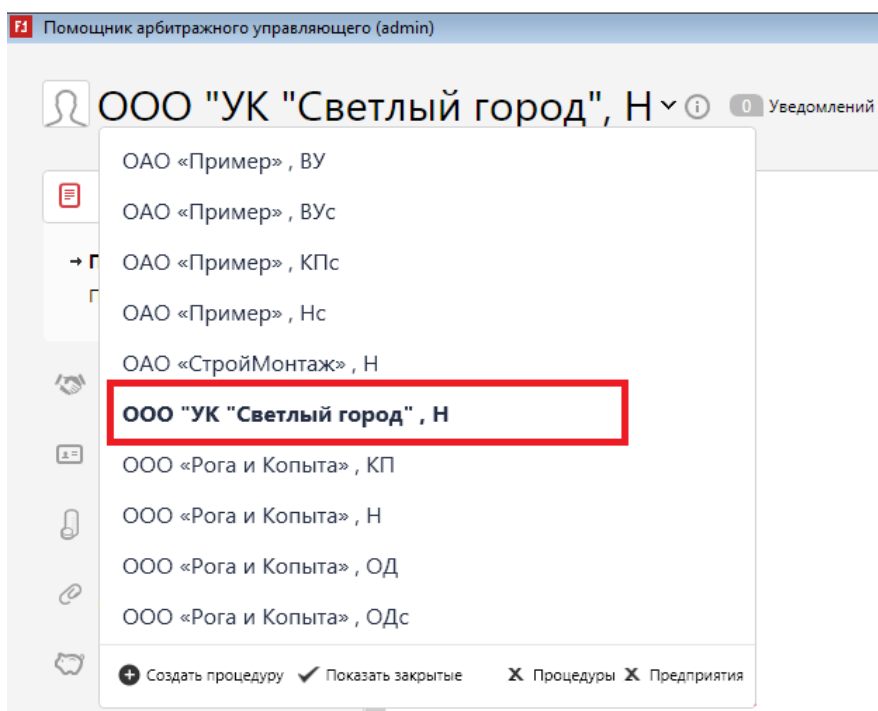 Помощник арбитражного управляющего (admin)
ООО "УК "Светлый город", Н
0 Уведомлений
ОАО «Пример» , ВУ
ОАО «Пример» , ВУс
ОАО «Пример» , КПс
→ П
ОАО «Пример» , Нс
П
ОАО «СтройМонтаж» , Н
ООО "УК "Светлый город" , Н
ООО «Рога и Копыта» , КП
ООО «Рога и Копыта» , Н
ООО «Рога и Копыта» , ОД
ООО «Рога и Копыта» , ОДс
Создать процедуру Показать закрытые X Процедуры X Предприятия